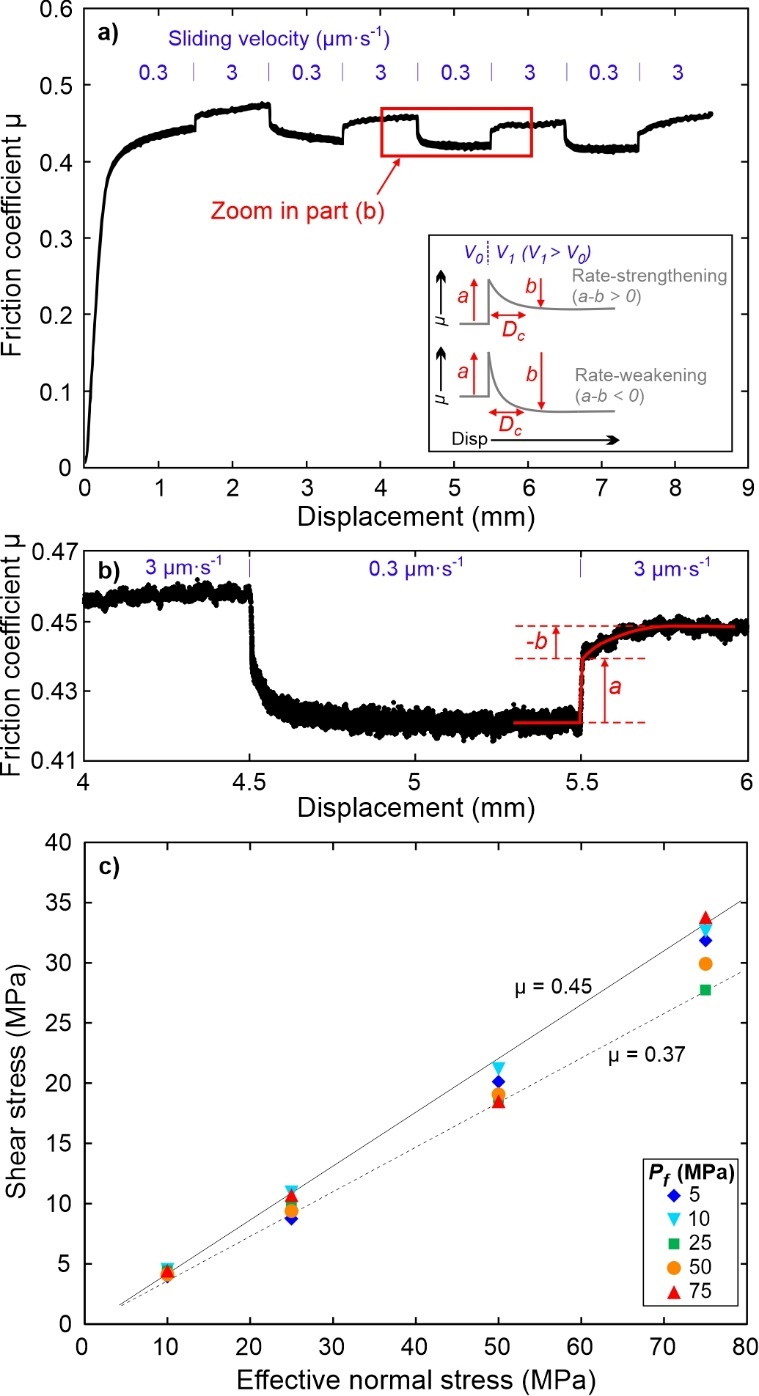 a)
Sliding velocity (µm·s⁻¹)
0.3 | 3 | 0.3 | 3 | 0.3 | 3 | 0.3 | 3
Friction coefficient µ
0.6
0.5
0.4
0.3
0.2
0.1
0
Zoom in part (b)
V₀ V₁ (V₁ > V₀)
µ
a
b
Dc
Rate-strengthening
(a-b > 0)
µ
a
b
Dc
Rate-weakening
(a-b < 0)
Disp
0 1 2 3 4 5 6 7 8 9
Displacement (mm)
b)
3 µm·s⁻¹ | 0.3 µm·s⁻¹ | 3 µm·s⁻¹
Friction coefficient µ
0.47
0.45
0.43
0.41
-b
a
4 4.5 5 5.5 6
Displacement (mm)
c)
Shear stress (MPa)
40
35
30
25
20
15
10
5
0
µ = 0.45
µ = 0.37
Pf (MPa)
5
10
25
50
75
0 10 20 30 40 50 60 70 80
Effective normal stress (MPa)